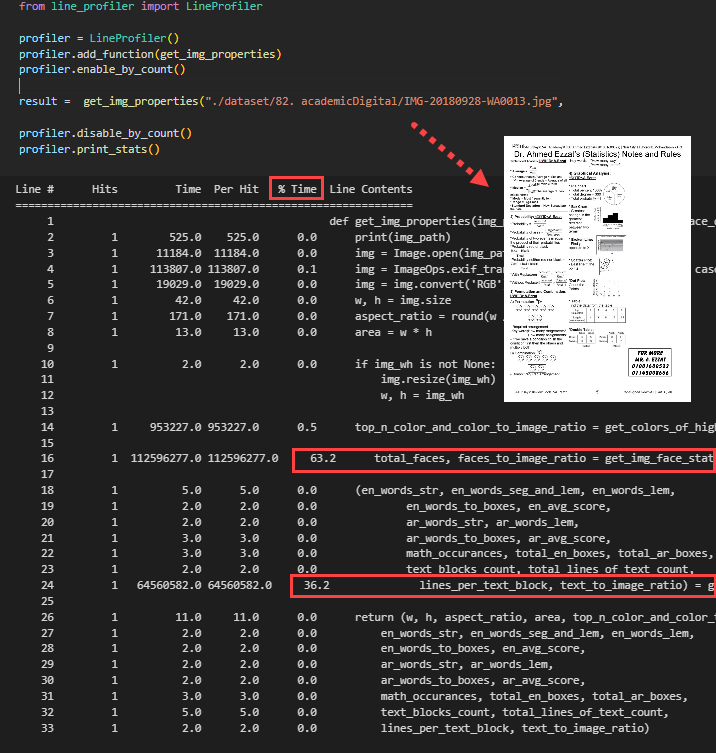 from line_profiler import LineProfiler
profiler = LineProfiler()
profiler.add_function(get_img_properties)
profiler.enable_by_count()
result =  get_img_properties("./dataset/82. academicDigital/IMG-20180928-WA0013.jpg",
profiler.disable_by_count()
profiler.print_stats()
Line #      Hits         Time  Per Hit   % Time  Line Contents
==============================================================
1                                           def get_img_properties(img_
2         1        525.0    525.0      0.0      print(img_path)
3         1      11184.0  11184.0      0.0      img = Image.open(img_pat
4         1     113807.0 113807.0      0.1      img = ImageOps.exif_tra case
5         1      19029.0  19029.0      0.0      img = img.convert('RGB'
6         1         42.0     42.0      0.0      w, h = img.size
7         1        171.0    171.0      0.0      aspect_ratio = round(w
8         1         13.0     13.0      0.0      area = w * h
9
10         1          2.0      2.0      0.0      if img_wh is not None:
11                                                   img.resize(img_wh)
12                                                   w, h = img_wh
13
14         1     953227.0 953227.0      0.5      top_n_color_and_color_to_image_ratio = get_colors_of_hig
15
16         1  112596277.0 112596277.0     63.2      total_faces, faces_to_image_ratio = get_img_face_stat
17
18         1          5.0      5.0      0.0      (en_words_str, en_words_seg_and_lem, en_words_lem,
19         1          2.0      2.0      0.0              en_words_to_boxes, en_avg_score,
20         1          2.0      2.0      0.0              ar_words_str, ar_words_lem,
21         1          3.0      3.0      0.0              ar_words_to_boxes, ar_avg_score,
22         1          3.0      3.0      0.0              math_occurances, total_en_boxes, total_ar_boxes,
23         1          2.0      2.0      0.0              text_blocks_count, total_lines_of_text_count,
24         1   64560582.0 64560582.0     36.2              lines_per_text_block, text_to_image_ratio) = g
25
26         1         11.0     11.0      0.0      return (w, h, aspect_ratio, area, top_n_color_and_color_t
27         1          2.0      2.0      0.0          en_words_str, en_words_seg_and_lem, en_words_lem,
28         1          2.0      2.0      0.0          en_words_to_boxes, en_avg_score,
29         1          2.0      2.0      0.0          ar_words_str, ar_words_lem,
30         1          2.0      2.0      0.0          ar_words_to_boxes, ar_avg_score,
31         1          3.0      3.0      0.0          math_occurances, total_en_boxes, total_ar_boxes,
32         1          5.0      5.0      0.0          text_blocks_count, total_lines_of_text_count,
33         1          2.0      2.0      0.0          lines_per_text_block, text_to_image_ratio)
Dr. Ahmed Ezzat's (Statistics) Notes and Rules
4) Graphical Analysis:
FOR MORE
MR. A. EZZAT